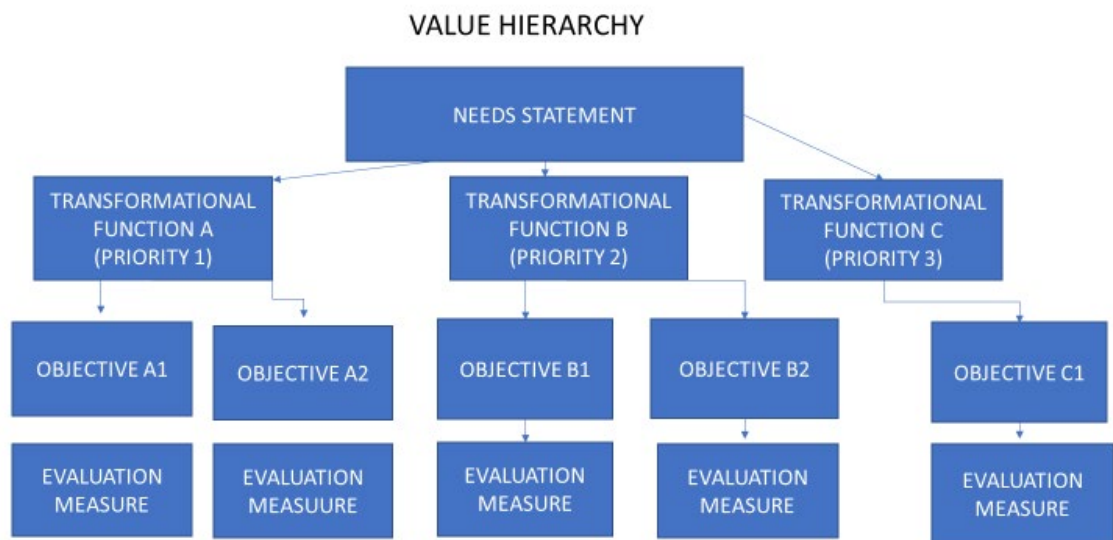 VALUE HIERARCHY
NEEDS STATEMENT
TRANSFORMATIONAL
FUNCTION A
(PRIORITY 1)
TRANSFORMATIONAL
FUNCTION B
(PRIORITY 2)
TRANSFORMATIONAL
FUNCTION C
(PRIORITY 3)
OBJECTIVE A1
OBJECTIVE A2
OBJECTIVE B1
OBJECTIVE B2
OBJECTIVE C1
EVALUATION
MEASURE
EVALUATION
MEASUURE
EVALUATION
MEASURE
EVALUATION
MEASURE
EVALUATION
MEASURE